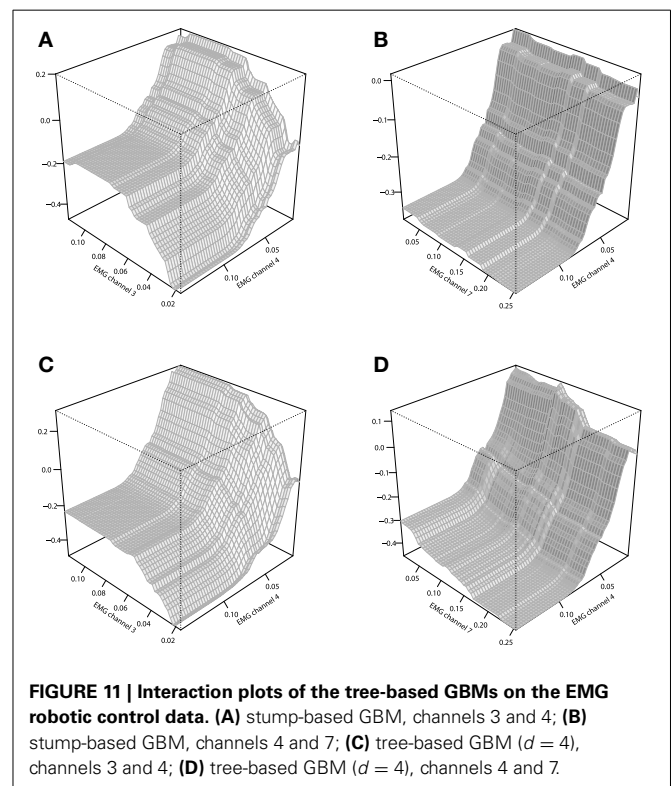 A
0.2
0.0
−0.2
−0.4
0.10
0.08
0.06
0.04
0.02
EMG channel 3
0.10
0.05
EMG channel 4
B
0.0
−0.1
−0.2
−0.3
0.05
0.10
0.15
0.20
0.25
EMG channel 7
0.10
0.05
EMG channel 4
C
0.2
0.0
−0.2
−0.4
0.10
0.08
0.06
0.04
0.02
EMG channel 3
0.10
0.05
EMG channel 4
D
0.1
0.0
−0.1
−0.2
−0.3
−0.4
0.05
0.10
0.15
0.20
0.25
EMG channel 7
0.10
0.05
EMG channel 4
FIGURE 11 | Interaction plots of the tree-based GBMs on the EMG
robotic control data. (A) stump-based GBM, channels 3 and 4; (B)
stump-based GBM, channels 4 and 7; (C) tree-based GBM (d = 4),
channels 3 and 4; (D) tree-based GBM (d = 4), channels 4 and 7.